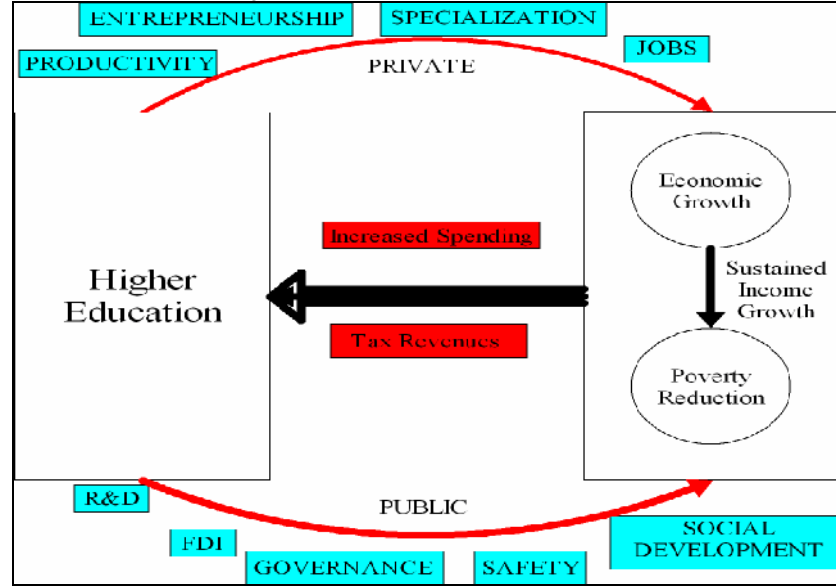 ENTREPRENEURSHIP
SPECIALIZATION
JOBS
PRODUCTIVITY
PRIVATE
Economic
Growth
Increased Spending
Sustained
Income
Growth
Higher
Education
Tax Revenues
Poverty
Reduction
R&D
PUBLIC
FDI
GOVERNANCE
SAFETY
SOCIAL
DEVELOPMENT